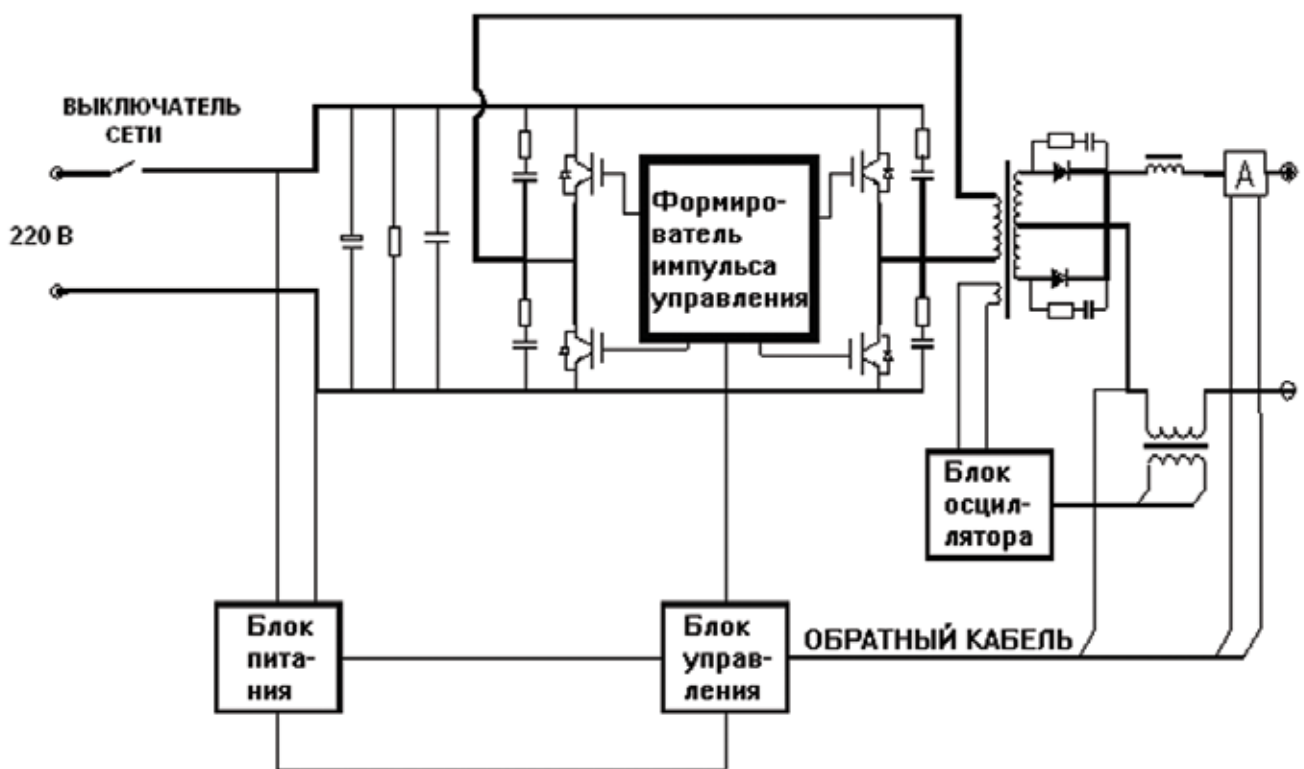 ВЫКЛЮЧАТЕЛЬ
СЕТИ
220 В
Формиро-
ватель
импульса
управления
А
Блок
осцил-
лятора
Блок
пита-
ния
Блок
управ-
ления
ОБРАТНЫЙ КАБЕЛЬ